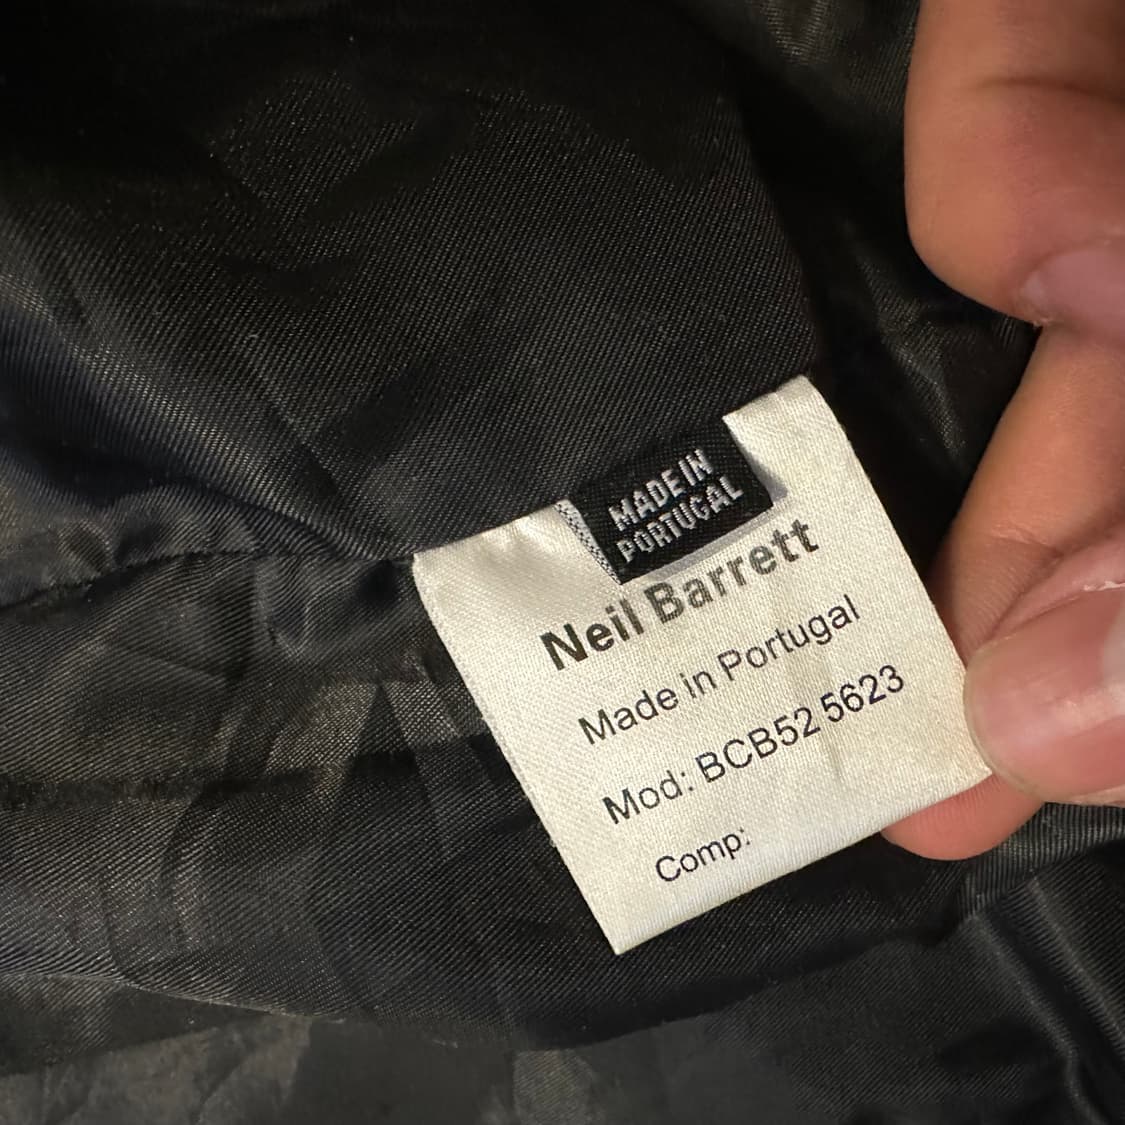 MADE IN
PORTUGAL
Neil Barrett
Made in Portugal
Mod: BCB52 5623
Comp: